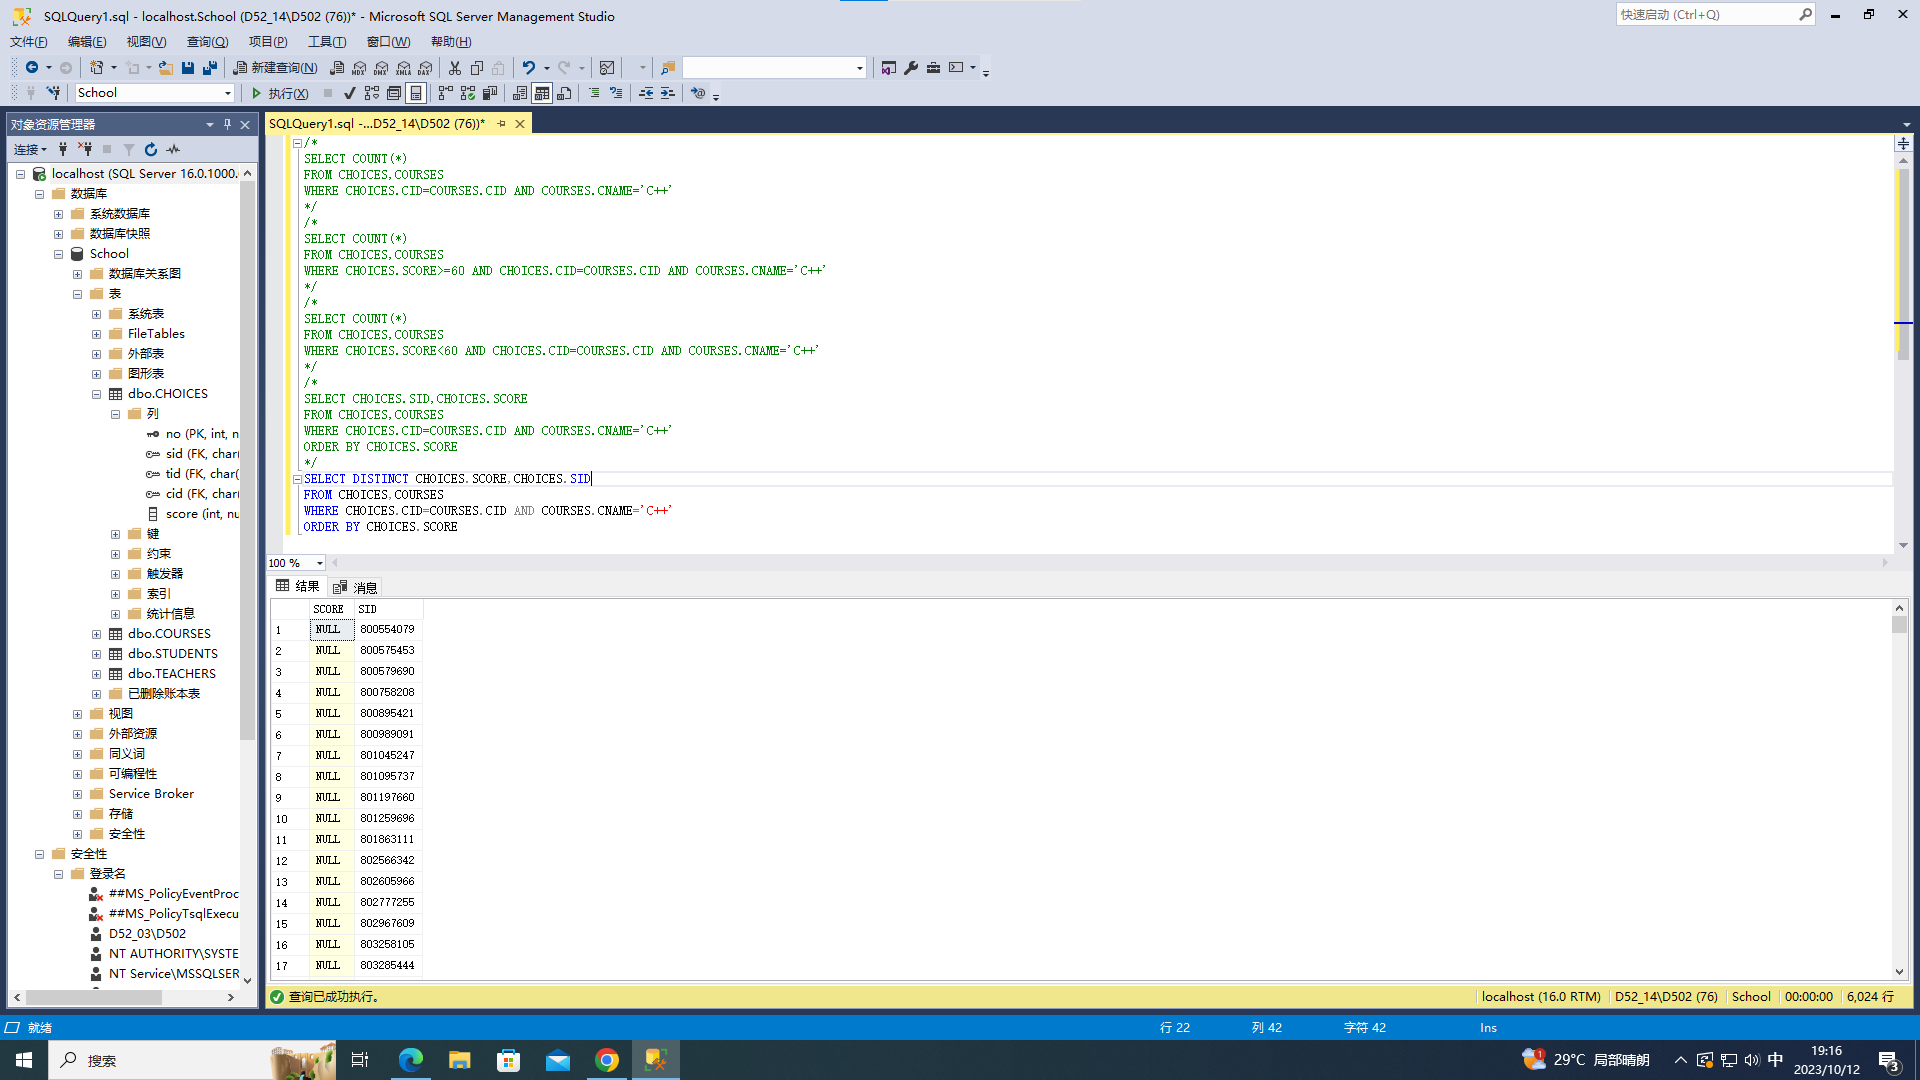 SQLQuery1.sql - localhost.School (D52_14\D502 (76))* - Microsoft SQL Server Management Studio
快速启动 (Ctrl+Q)
文件(F) 编辑(E) 视图(V) 查询(Q) 项目(P) 工具(T) 窗口(W) 帮助(H)
新建查询(N) MDX DMX XMLA DAX
School 执行(X)
对象资源管理器
连接
localhost (SQL Server 16.0.1000.
数据库
系统数据库
数据库快照
School
数据库关系图
表
系统表
FileTables
外部表
图形表
dbo.CHOICES
列
no (PK, int, n
sid (FK, char(
tid (FK, char(
cid (FK, char(
score (int, nu
键
约束
触发器
索引
统计信息
dbo.COURSES
dbo.STUDENTS
dbo.TEACHERS
已删除账本表
视图
外部资源
同义词
可编程性
Service Broker
存储
安全性
安全性
登录名
##MS_PolicyEventProc
##MS_PolicyTsqlExecu
D52_03\D502
NT AUTHORITY\SYSTE
NT Service\MSSQLSER
SQLQuery1.sql -...D52_14\D502 (76))*
/*
SELECT COUNT(*)
FROM CHOICES,COURSES
WHERE CHOICES.CID=COURSES.CID AND COURSES.CNAME='C++'
*/
/*
SELECT COUNT(*)
FROM CHOICES,COURSES
WHERE CHOICES.SCORE>=60 AND CHOICES.CID=COURSES.CID AND COURSES.CNAME='C++'
*/
/*
SELECT COUNT(*)
FROM CHOICES,COURSES
WHERE CHOICES.SCORE<60 AND CHOICES.CID=COURSES.CID AND COURSES.CNAME='C++'
*/
/*
SELECT CHOICES.SID,CHOICES.SCORE
FROM CHOICES,COURSES
WHERE CHOICES.CID=COURSES.CID AND COURSES.CNAME='C++'
ORDER BY CHOICES.SCORE
*/
SELECT DISTINCT CHOICES.SCORE,CHOICES.SID
FROM CHOICES,COURSES
WHERE CHOICES.CID=COURSES.CID AND COURSES.CNAME='C++'
ORDER BY CHOICES.SCORE
100 %
结果 消息
SCORE SID
1 NULL 800554079
2 NULL 800575453
3 NULL 800579690
4 NULL 800758208
5 NULL 800895421
6 NULL 800989091
7 NULL 801045247
8 NULL 801095737
9 NULL 801197660
10 NULL 801259696
11 NULL 801863111
12 NULL 802566342
13 NULL 802605966
14 NULL 802777255
15 NULL 802967609
16 NULL 803258105
17 NULL 803285444
查询已成功执行。 localhost (16.0 RTM) D52_14\D502 (76) School 00:00:00 6,024 行
就绪 行 22 列 42 字符 42 Ins
搜索 29°C 局部晴朗 中 19:16
2023/10/12 3